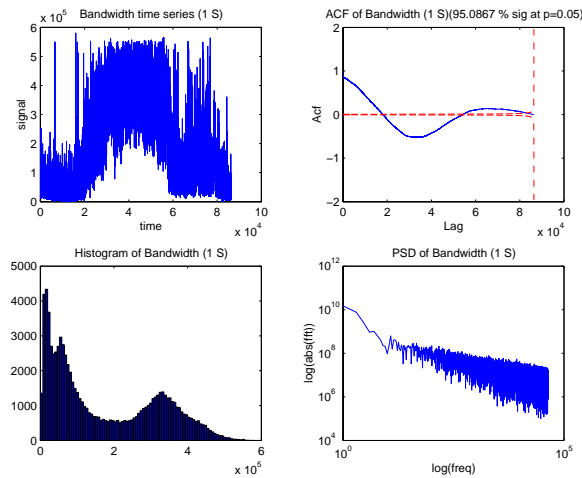 Bandwidth time series (1 S)
x 10^5
6
5
4
3
2
1
0
signal
0 2 4 6 8 10
time
x 10^4
ACF of Bandwidth (1 S)(95.0867 % sig at p=0.05)
2
1
0
−1
−2
Acf
0 2 4 6 8 10
Lag
x 10^4
Histogram of Bandwidth (1 S)
5000
4000
3000
2000
1000
0
0 2 4 6
x 10^5
PSD of Bandwidth (1 S)
10^12
10^10
10^8
10^6
10^4
log(abs(fft))
10^0 10^5
log(freq)